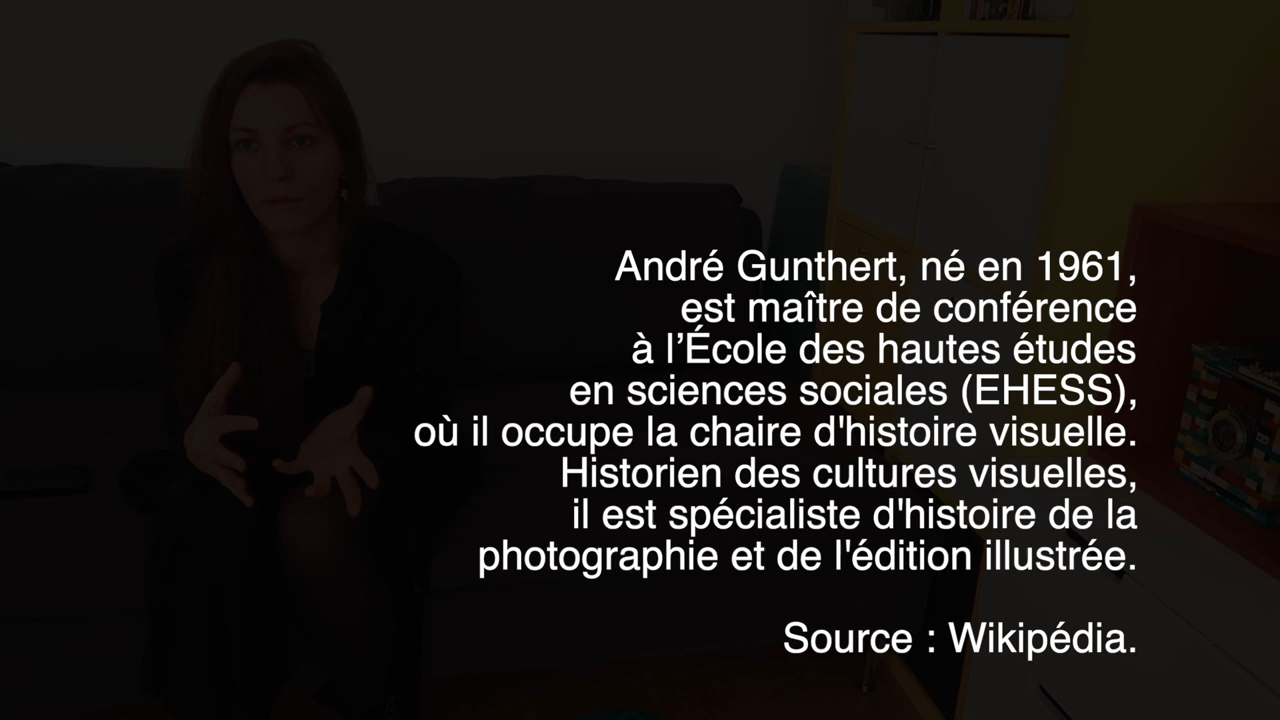 André Gunthert, né en 1961,
est maître de conférence
à l’École des hautes études
en sciences sociales (EHESS),
où il occupe la chaire d'histoire visuelle.
Historien des cultures visuelles,
il est spécialiste d'histoire de la
photographie et de l'édition illustrée.
Source : Wikipédia.